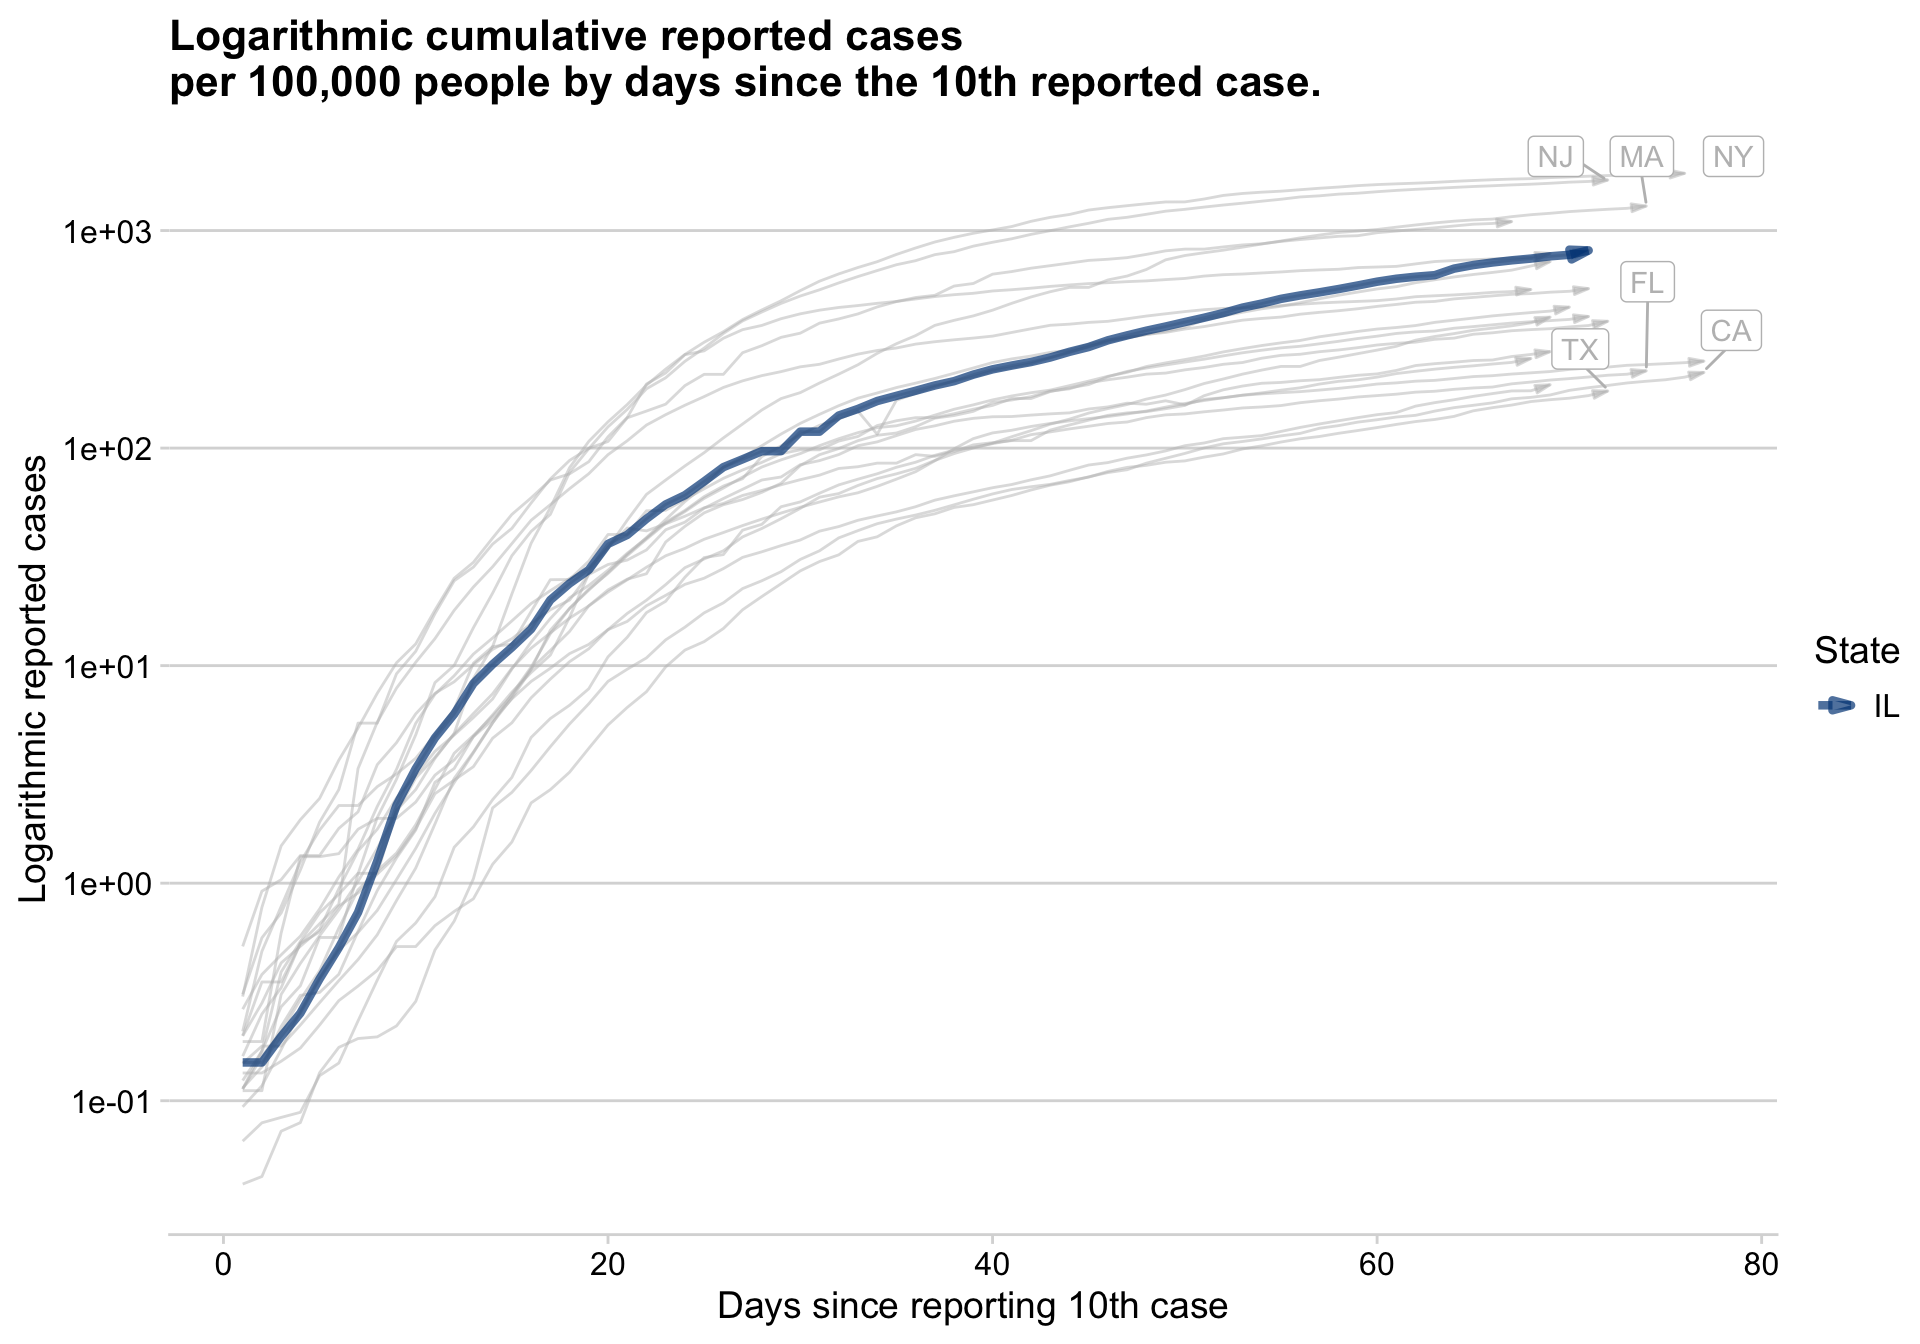 Logarithmic cumulative reported cases
per 100,000 people by days since the 10th reported case.
NJ
MA
NY
1e+03
FL
CA
TX
1e+02
Logarithmic reported cases
1e+01
State
IL
1e+00
1e-01
0
20
40
60
80
Days since reporting 10th case